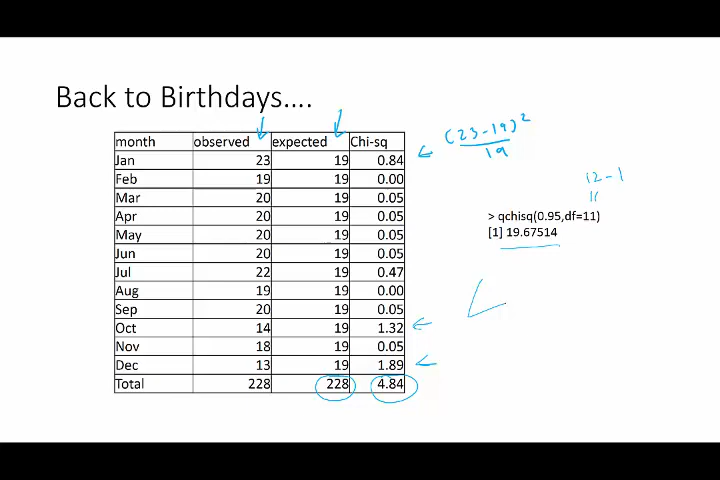 Back to Birthdays....
month observed expected Chi-sq
Jan 23 19 0.84
Feb 19 19 0.00
Mar 20 19 0.05
Apr 20 19 0.05
May 20 19 0.05
Jun 20 19 0.05
Jul 22 19 0.47
Aug 19 19 0.00
Sep 20 19 0.05
Oct 14 19 1.32
Nov 18 19 0.05
Dec 13 19 1.89
Total 228 228 4.84
(23-19)²
19
12-1
11
> qchisq(0.95,df=11)
[1] 19.67514